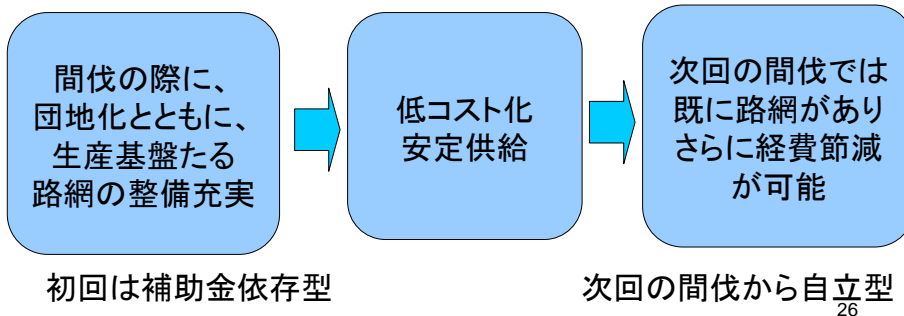 間伐の際に、
団地化とともに、
生産基盤たる
路網の整備充実
低コスト化
安定供給
次回の間伐では
既に路網があり
さらに経費節減
が可能
初回は補助金依存型
次回の間伐から自立型
26